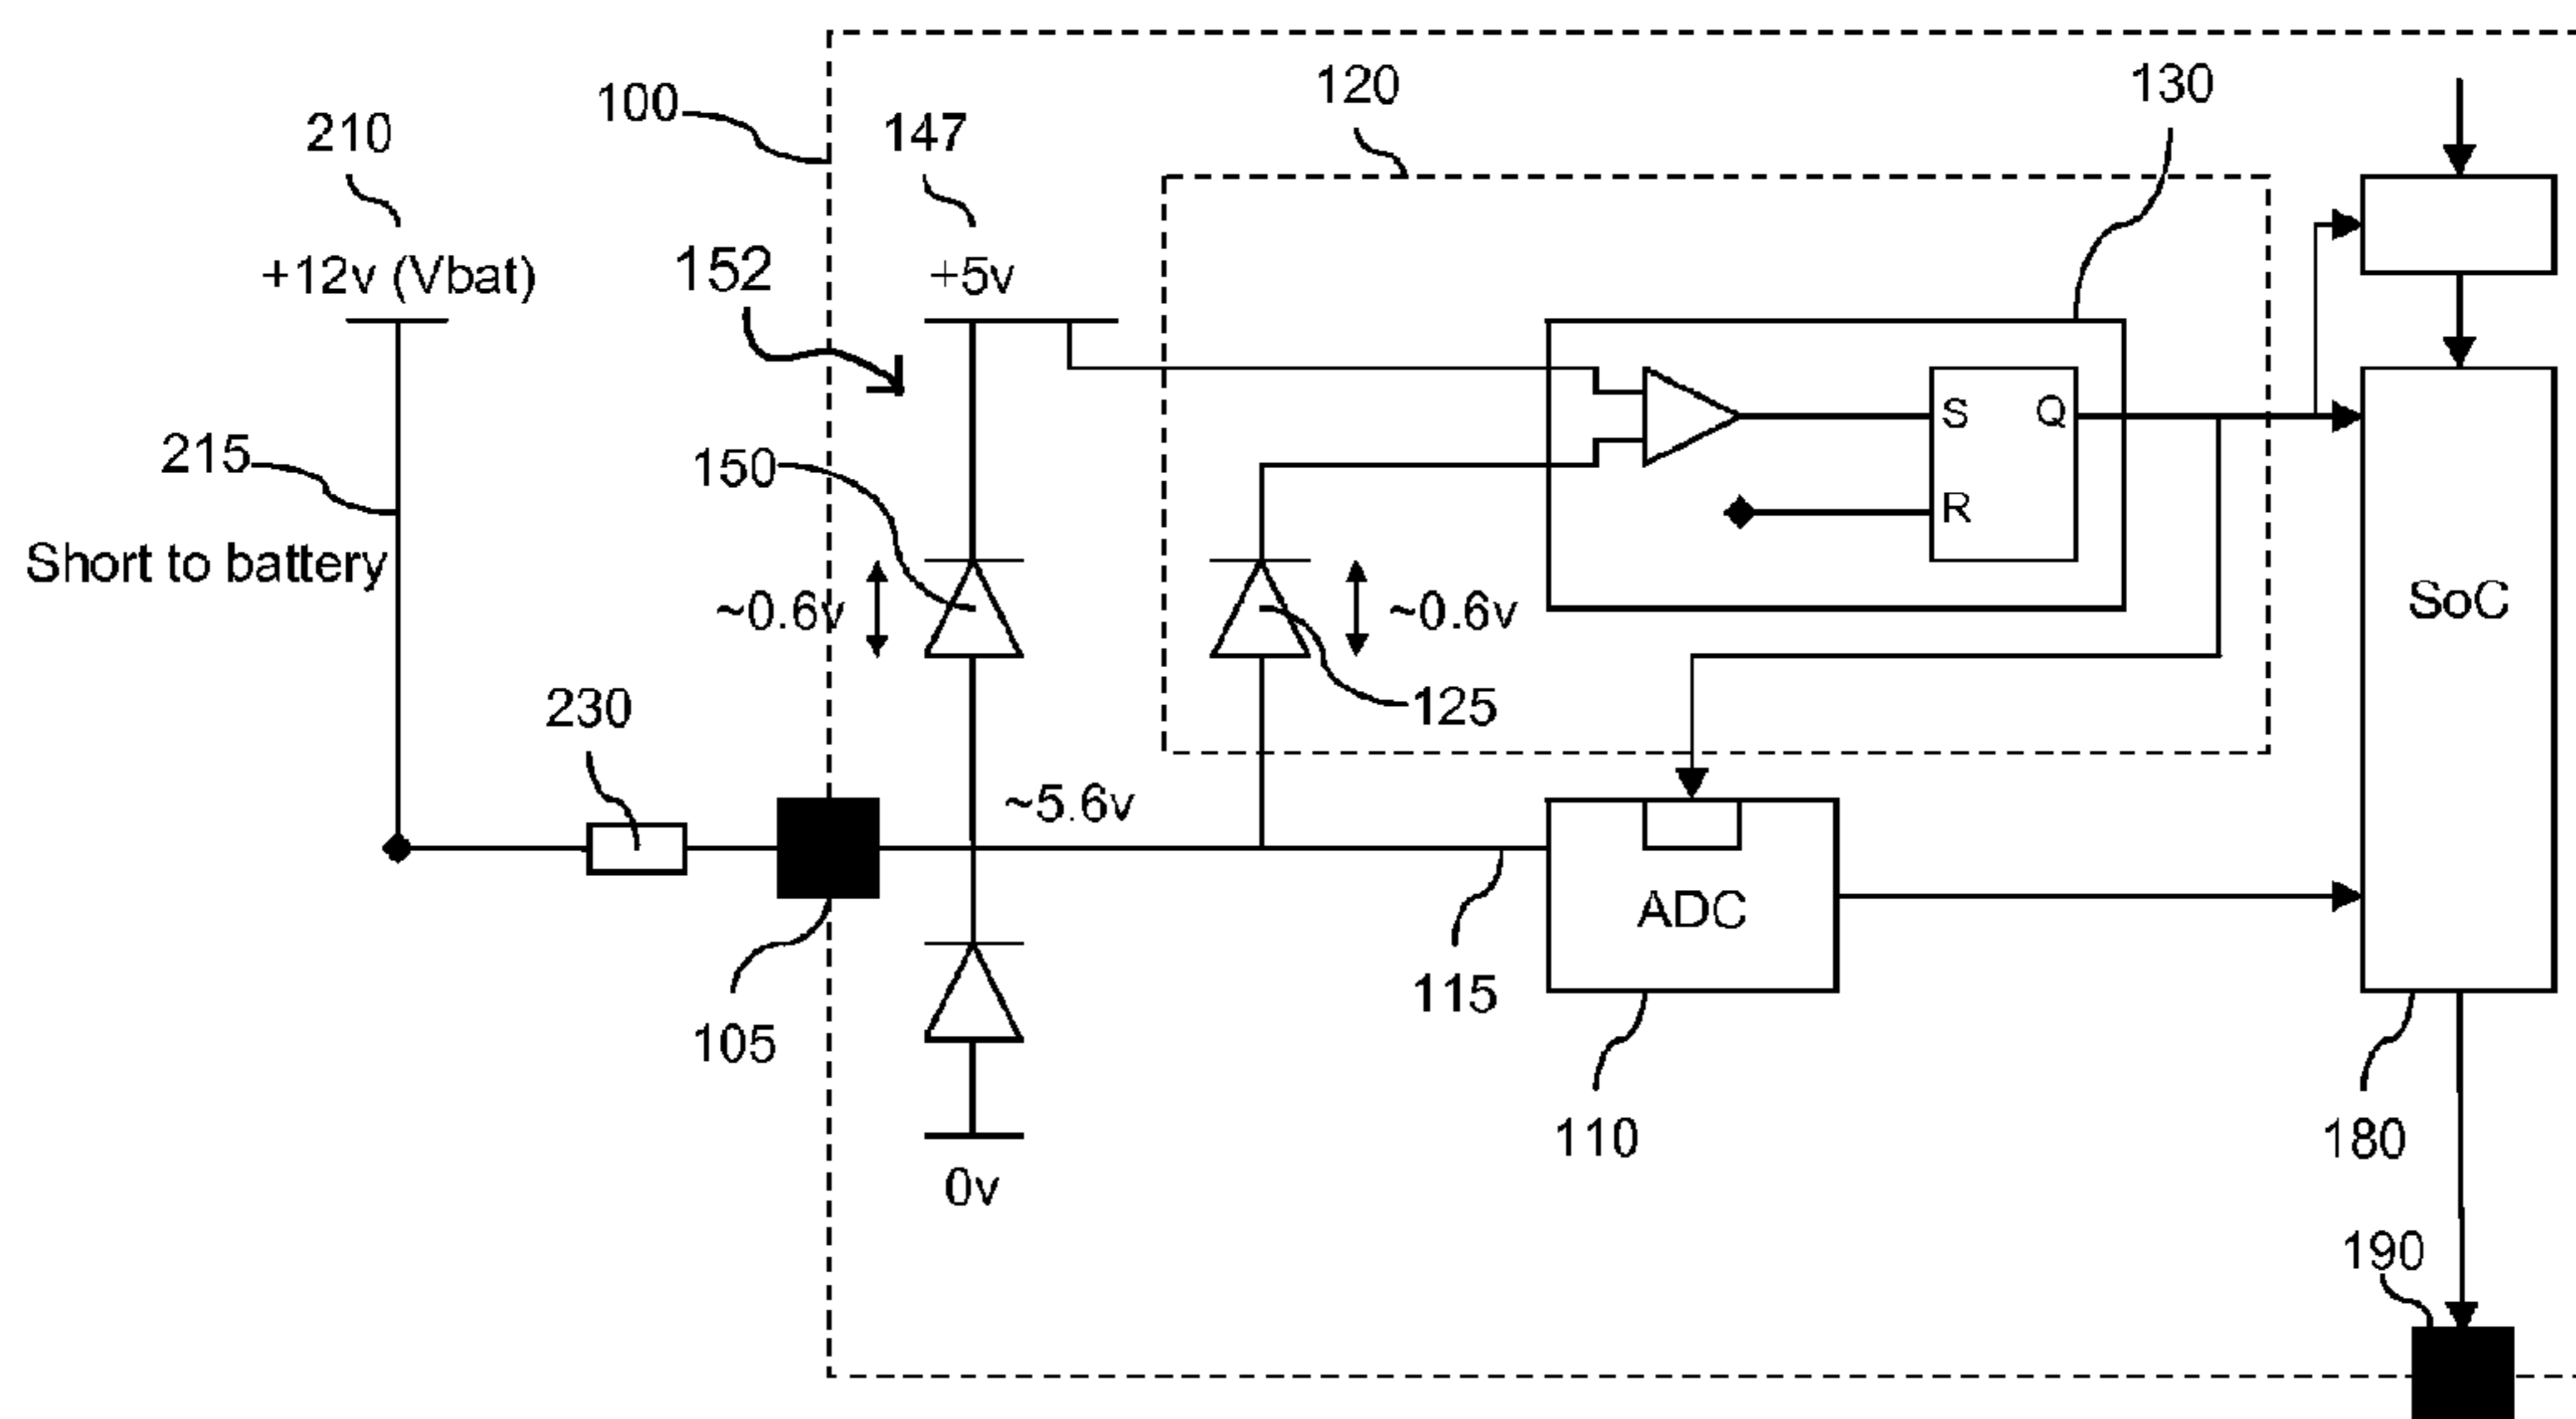 120
130
100
147
210
+12v (Vbat)
152
+5v
S
Q
215
150
R
Short to battery
~0.6v
~0.6v
SoC
230
125
~5.6v
ADC
115
105
110
180
0v
190